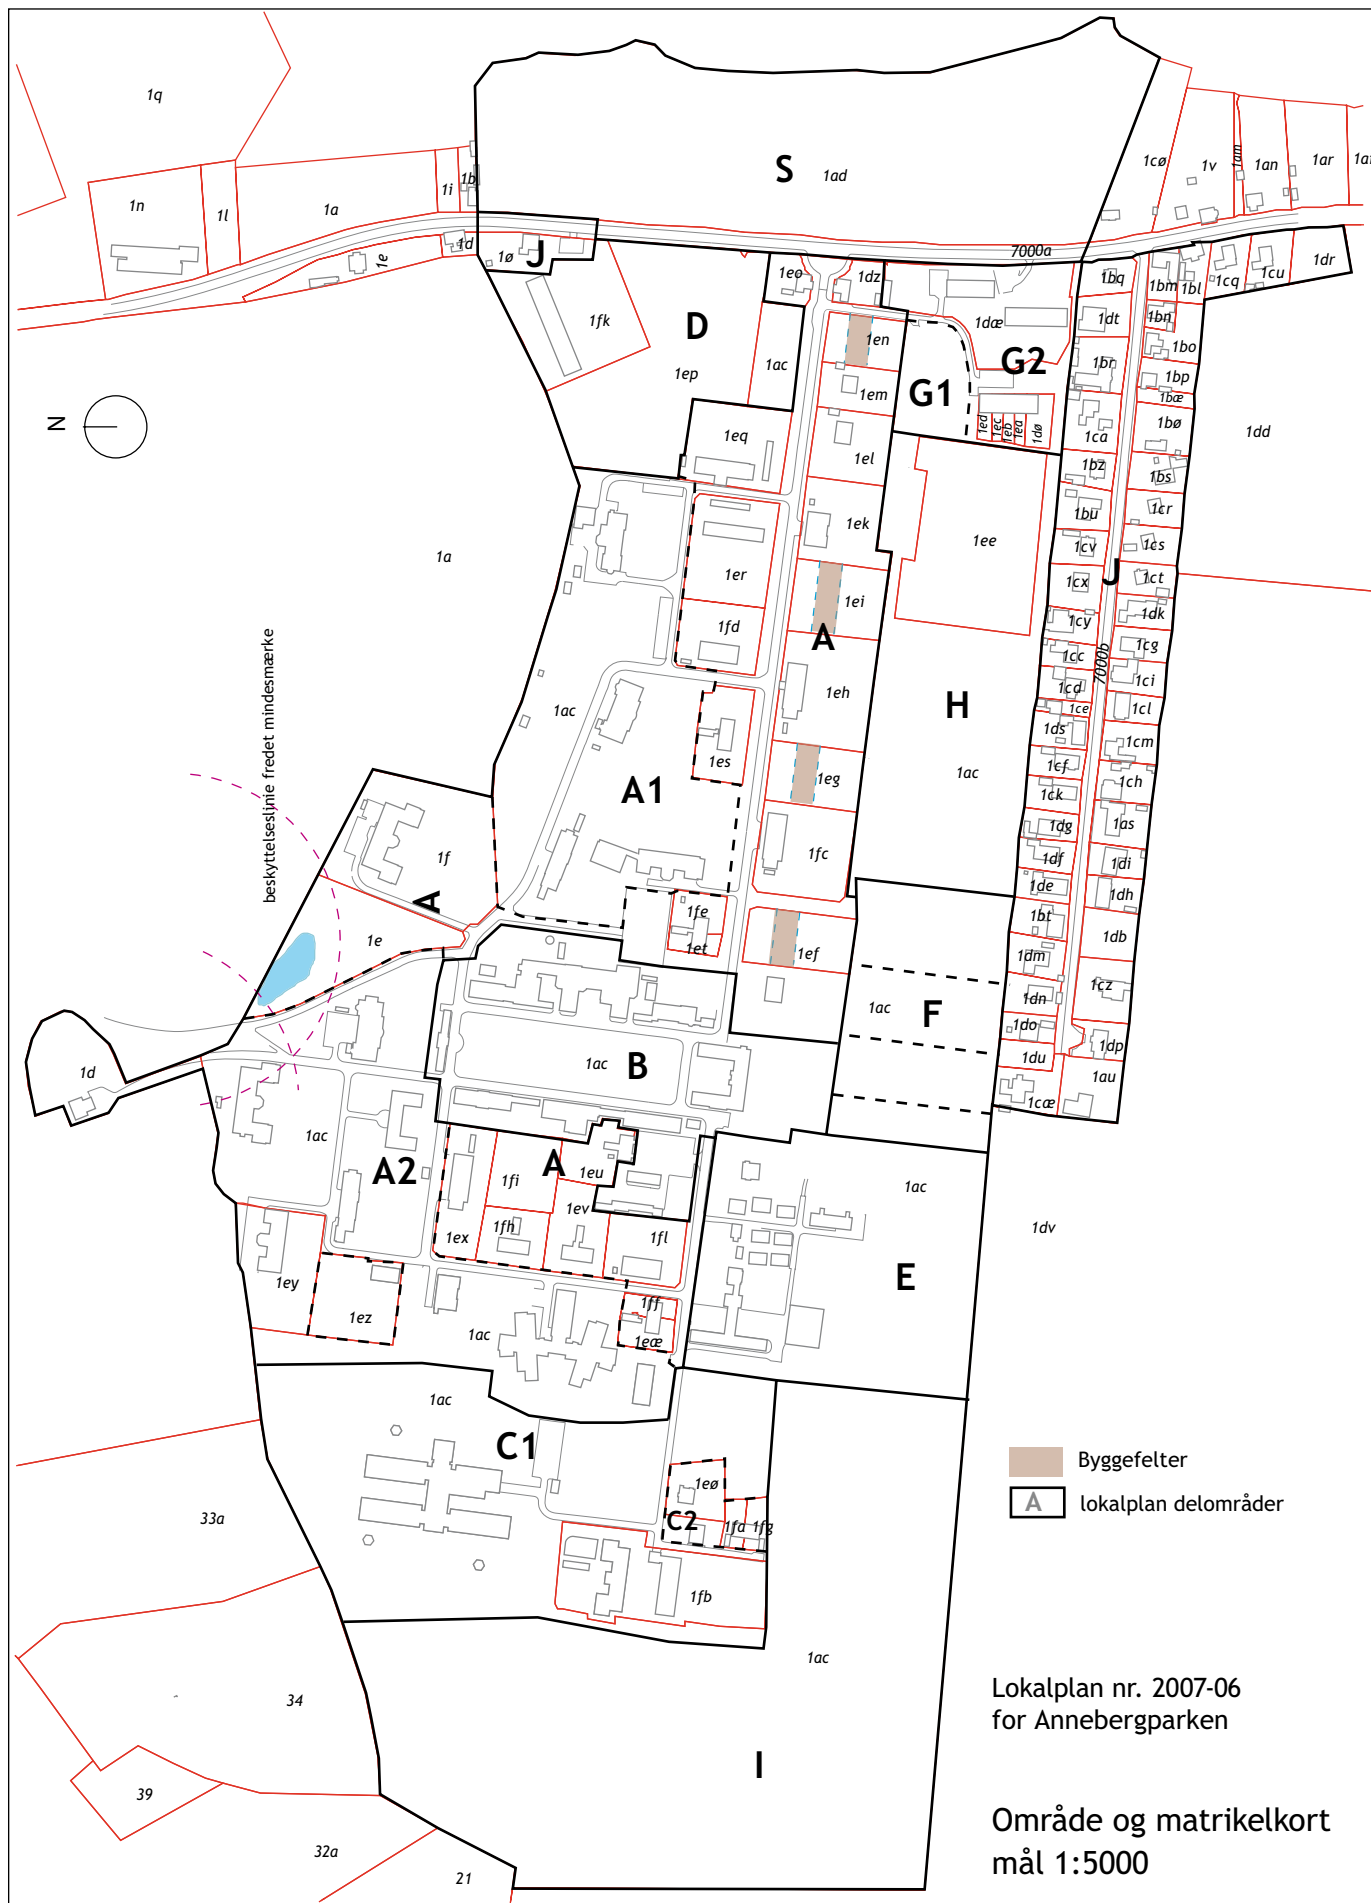 1q
1n
1l
1a
1i
1b
1d
1e
1ø
J
S
1ad
7000a
1cø
1v
1am
1an
1ar
1a
1eo
1dz
1bq
1bm
1bl
1cq
1cu
1dr
N
D
1fk
1ep
1ac
1en
1em
1dæ
G2
G1
1dt
1bn
1bo
1br
1bp
1bæ
1eq
1el
1ed
1ec
1eb
1ea
1dø
1ca
1bø
1dd
1bz
1bs
1a
1ek
1ee
1bu
1cr
1cv
1cs
1er
1ei
1cx
J
1ct
1fd
A
1cy
1dk
1cc
1cg
7000b
1cd
1ci
1ac
1eh
H
1ce
1cl
1ds
1cm
beskyttelseslinie fredet mindesmærke
1es
1eg
1ac
1cf
1ch
A1
1ck
1as
1f
1fc
1dg
1df
1di
A
1de
1dh
1fe
1bt
1db
1e
1et
1ef
1dm
1cz
1ac
F
1dn
1do
1dp
1d
1ac
B
1du
1au
1cæ
1ac
A2
A
1fi
1eu
1ac
1ev
1dv
1ex
1fh
1fl
E
1ey
1ez
1ff
1ac
1eæ
1ac
C1
Byggefelter
1eø
A lokalplan delområder
C2
1fa
1fg
33a
1fb
1ac
34
Lokalplan nr. 2007-06
for Annebergparken
I
39
Område og matrikelkort
mål 1:5000
32a
21